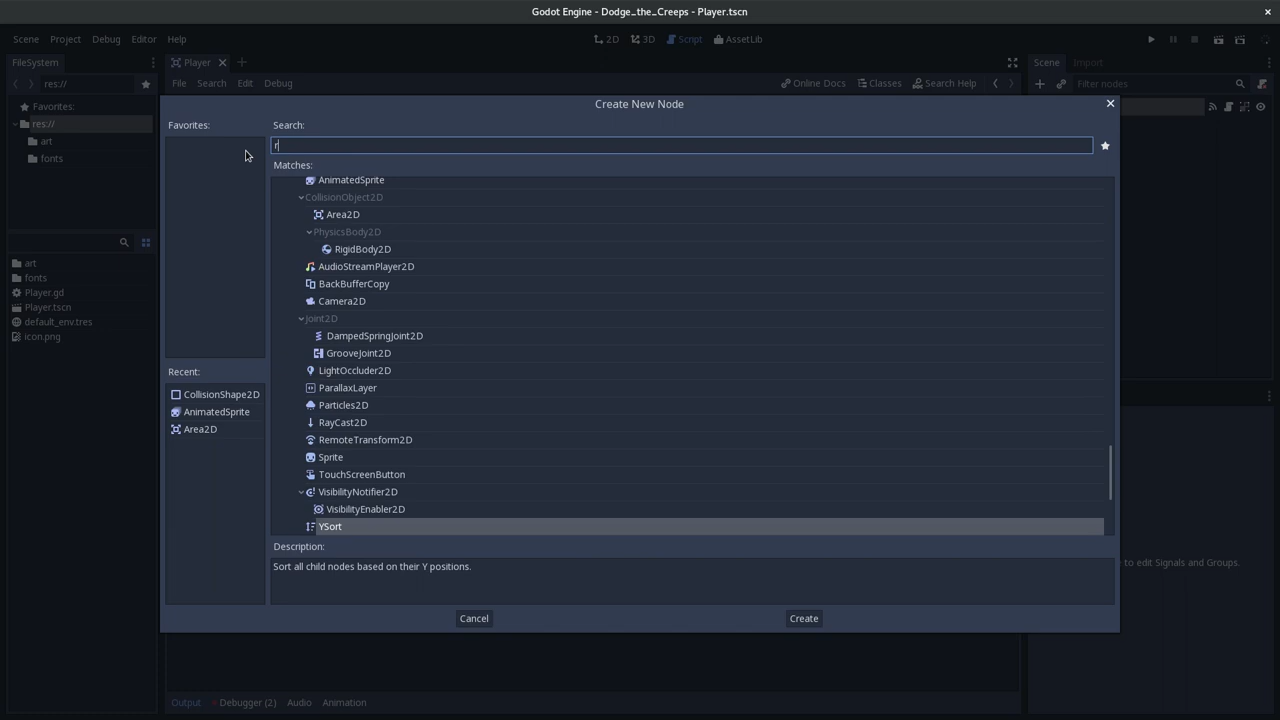 Godot Engine - Dodge_the_Creeps - Player.tscn
Scene Project Debug Editor Help
2D 3D Script AssetLib
FileSystem
Player
Scene Import
res://
File Search Edit Debug
Online Docs Classes Search Help
Filter nodes
Create New Node
Favorites:
res://
art
fonts
art
fonts
Player.gd
Player.tscn
default_env.tres
icon.png
Favorites:
Recent:
CollisionShape2D
AnimatedSprite
Area2D
Search:
r
Matches:
AnimatedSprite
CollisionObject2D
Area2D
PhysicsBody2D
RigidBody2D
AudioStreamPlayer2D
BackBufferCopy
Camera2D
Joint2D
DampedSpringJoint2D
GrooveJoint2D
LightOccluder2D
ParallaxLayer
Particles2D
RayCast2D
RemoteTransform2D
Sprite
TouchScreenButton
VisibilityNotifier2D
VisibilityEnabler2D
YSort
Description:
Sort all child nodes based on their Y positions.
Cancel Create
to edit Signals and Groups.
Output Debugger (2) Audio Animation